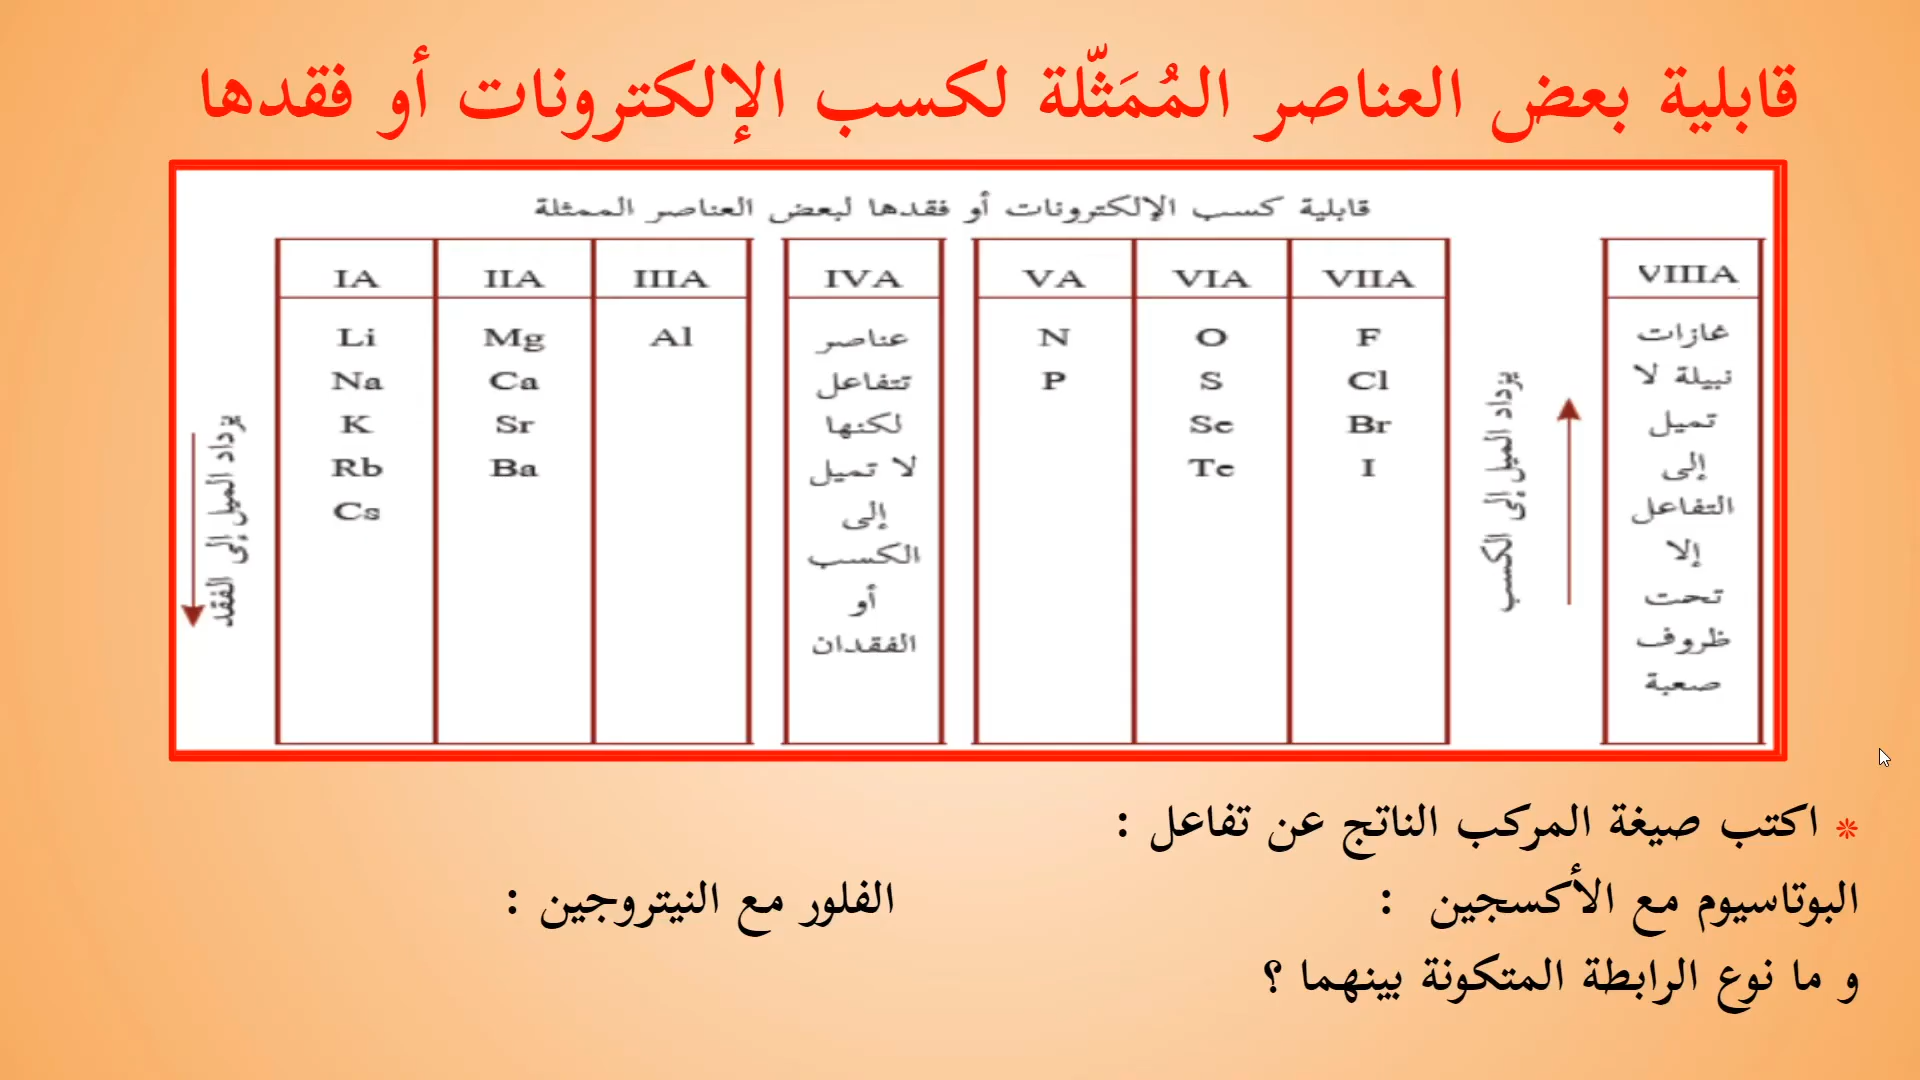 قابلية بعض العناصر المُمَثّلة لكسب الإلكترونات أو فقدها
قابلية كسب الإلكترونات أو فقدها لبعض العناصر الممثلة
IA IIA IIIA IVA VA VIA VIIA VIIIA
Li
Na
K
Rb
Cs
Mg
Ca
Sr
Ba
Al
عناصر
تتفاعل
لكنها
لا تميل
إلى
الكسب
أو
الفقدان
N
P
O
S
Se
Te
F
Cl
Br
I
غازات
نبيلة لا
تميل
إلى
التفاعل
إلا
تحت
ظروف
صعبة
يزداد الميل إلى الفقد
يزداد الميل إلى الكسب
* اكتب صيغة المركب الناتج عن تفاعل :
البوتاسيوم مع الأكسجين : الفلور مع النيتروجين :
و ما نوع الرابطة المتكونة بينهما ؟